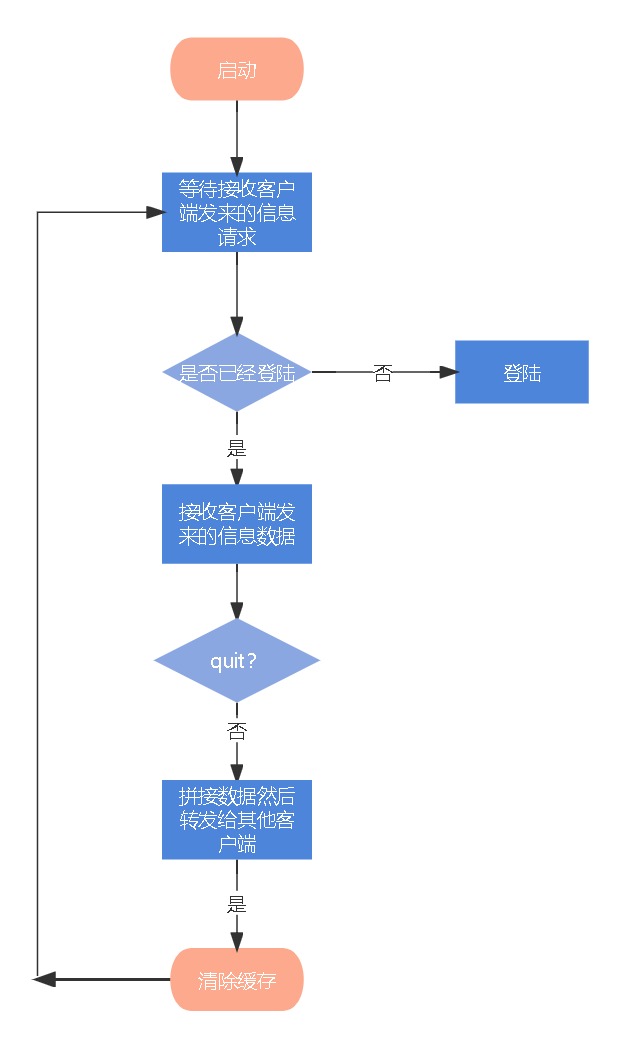 启动
等待接收客户
端发来的信息
请求
是否已经登陆
否
登陆
是
接收客户端发
来的信息数据
quit?
否
拼接数据然后
转发给其他客
户端
是
清除缓存